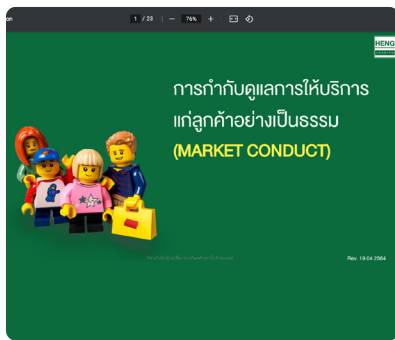 on 1 / 23 76%
HENG
การกำกับดูแลการให้บริการ
แก่ลูกค้าอย่างเป็นธรรม
(MARKET CONDUCT)
Rev. 19 04 2564